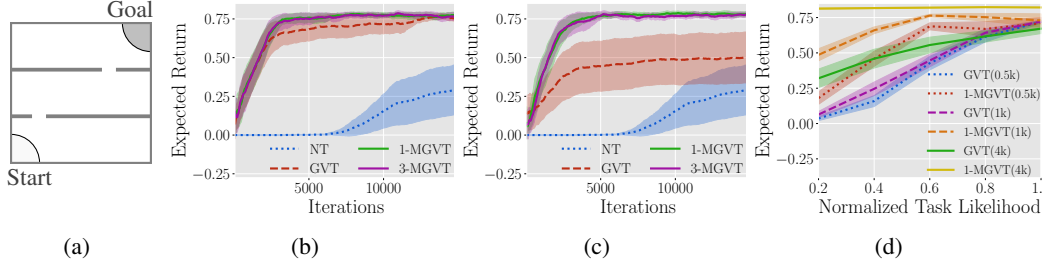 Goal
Start
(a)
Expected Return
0.75
0.50
0.25
0.00
−0.25
NT
GVT
1-MGVT
3-MGVT
5000
10000
Iterations
(b)
Expected Return
0.75
0.50
0.25
0.00
−0.25
NT
GVT
1-MGVT
3-MGVT
5000
10000
Iterations
(c)
Expected Return
0.75
0.50
0.25
0.00
−0.25
GVT(0.5k)
1-MGVT(0.5k)
GVT(1k)
1-MGVT(1k)
GVT(4k)
1-MGVT(4k)
0.2 0.4 0.6 0.8 1.
Normalized Task Likelihood
(d)